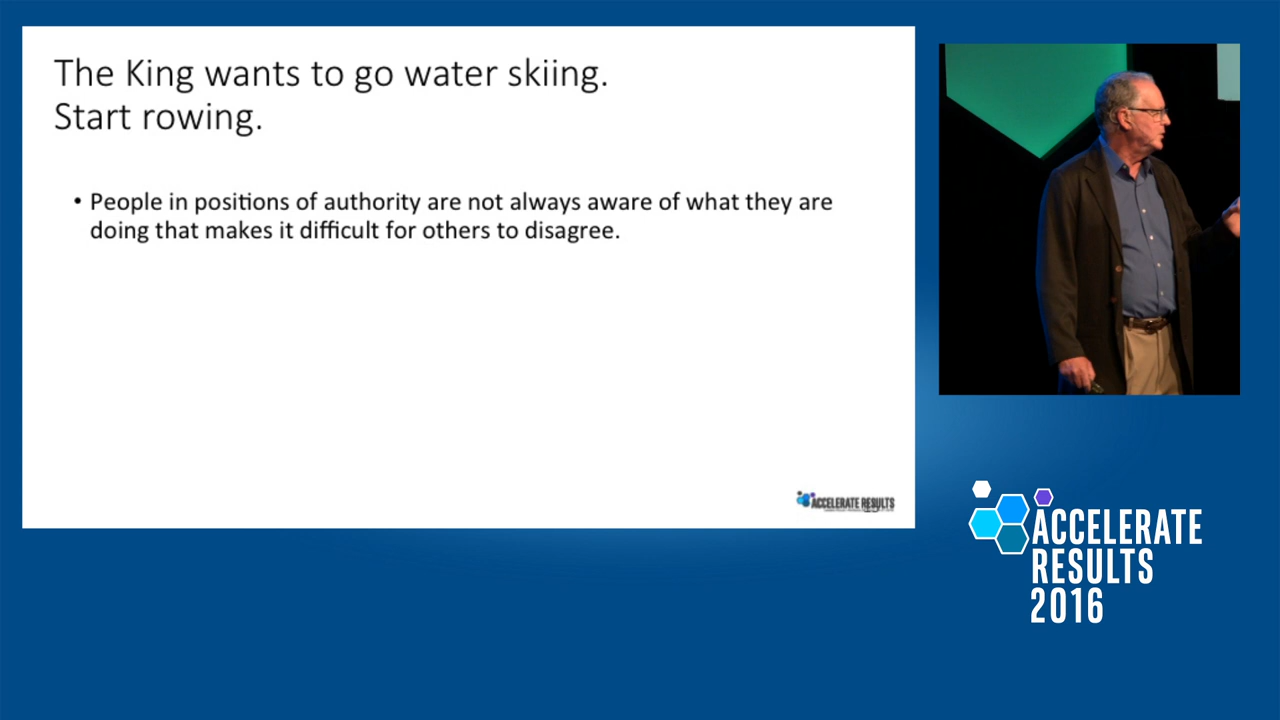 The King wants to go water skiing.
Start rowing.
• People in positions of authority are not always aware of what they are
doing that makes it difficult for others to disagree.
ACCELERATE RESULTS
ACCELERATE
RESULTS
2016